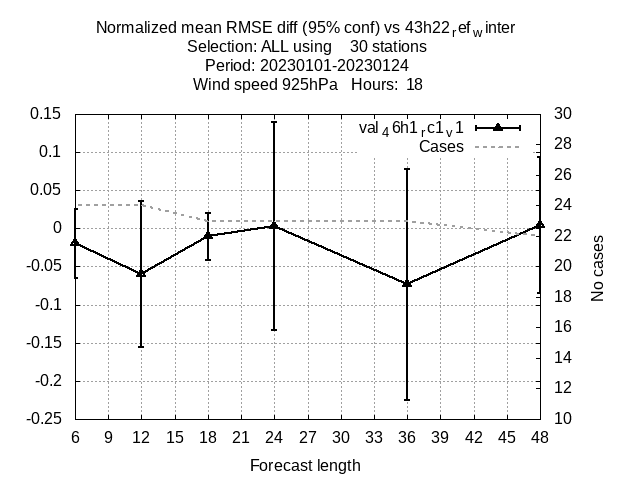 Normalized mean RMSE diff (95% conf) vs 43h22_ref_winter
Selection: ALL using    30 stations
Period: 20230101-20230124
Wind speed 925hPa   Hours:  18
val_46h1_rc1_v1
Cases
0.15
0.1
0.05
0
-0.05
-0.1
-0.15
-0.2
-0.25
30
28
26
24
22
20
18
16
14
12
10
No cases
6 9 12 15 18 21 24 27 30 33 36 39 42 45 48
Forecast length